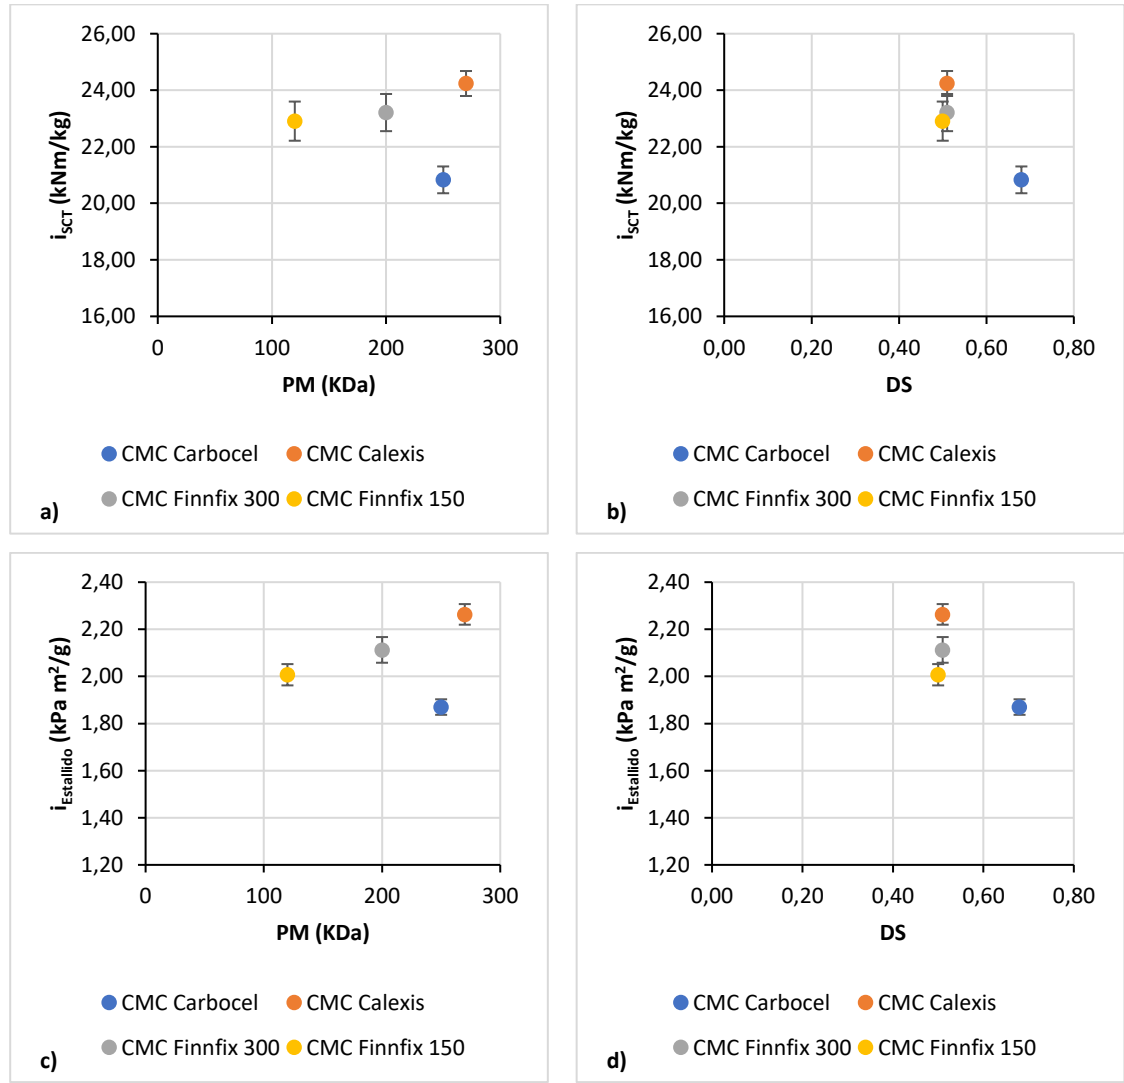 26,00
24,00
22,00
20,00
18,00
16,00
iSCT (kNm/kg)
0 100 200 300
PM (KDa)
CMC Carbocel CMC Calexis
CMC Finnfix 300 CMC Finnfix 150
a)
26,00
24,00
22,00
20,00
18,00
16,00
iSCT (kNm/kg)
0,00 0,20 0,40 0,60 0,80
DS
CMC Carbocel CMC Calexis
CMC Finnfix 300 CMC Finnfix 150
b)
2,40
2,20
2,00
1,80
1,60
1,40
1,20
iEstallido (kPa m²/g)
0 100 200 300
PM (KDa)
CMC Carbocel CMC Calexis
CMC Finnfix 300 CMC Finnfix 150
c)
2,40
2,20
2,00
1,80
1,60
1,40
1,20
iEstallido (kPa m²/g)
0,00 0,20 0,40 0,60 0,80
DS
CMC Carbocel CMC Calexis
CMC Finnfix 300 CMC Finnfix 150
d)